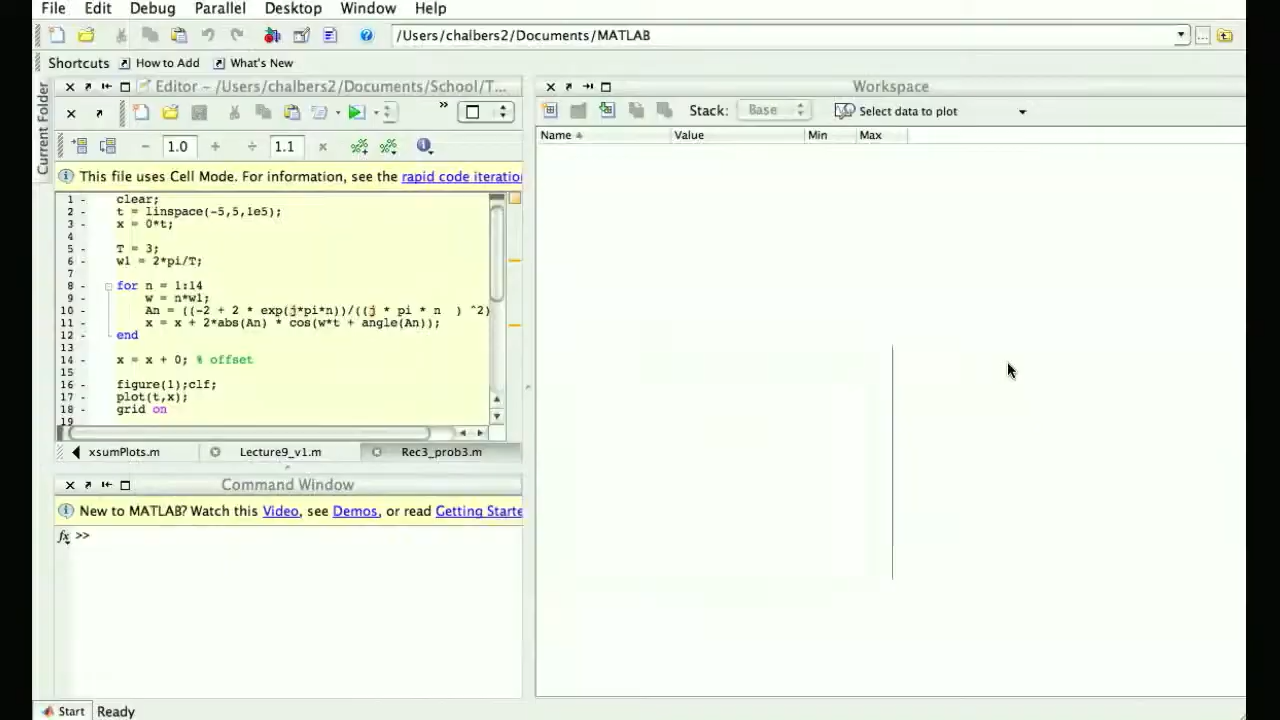 File Edit Debug Parallel Desktop Window Help
/Users/chalbers2/Documents/MATLAB
...
Shortcuts How to Add What's New
Current Folder
Editor - /Users/chalbers2/Documents/School/T...
»
1.0 1.1
This file uses Cell Mode. For information, see the rapid code iteratio
1 - clear;
2 - t = linspace(-5,5,1e5);
3 - x = 0*t;
4
5 - T = 3;
6 - w1 = 2*pi/T;
7
8 - for n = 1:14
9 - w = n*w1;
10 - An = ((-2 + 2 * exp(j*pi*n))/((j * pi * n ) ^2)
11 - x = x + 2*abs(An) * cos(w*t + angle(An));
12 - end
13
14 - x = x + 0; % offset
15
16 - figure(1);clf;
17 - plot(t,x);
18 - grid on
19
xsumPlots.m Lecture9_v1.m Rec3_prob3.m
Command Window
New to MATLAB? Watch this Video, see Demos, or read Getting Starte
fx >>
Workspace
Stack: Base Select data to plot
Name Value Min Max
Start Ready